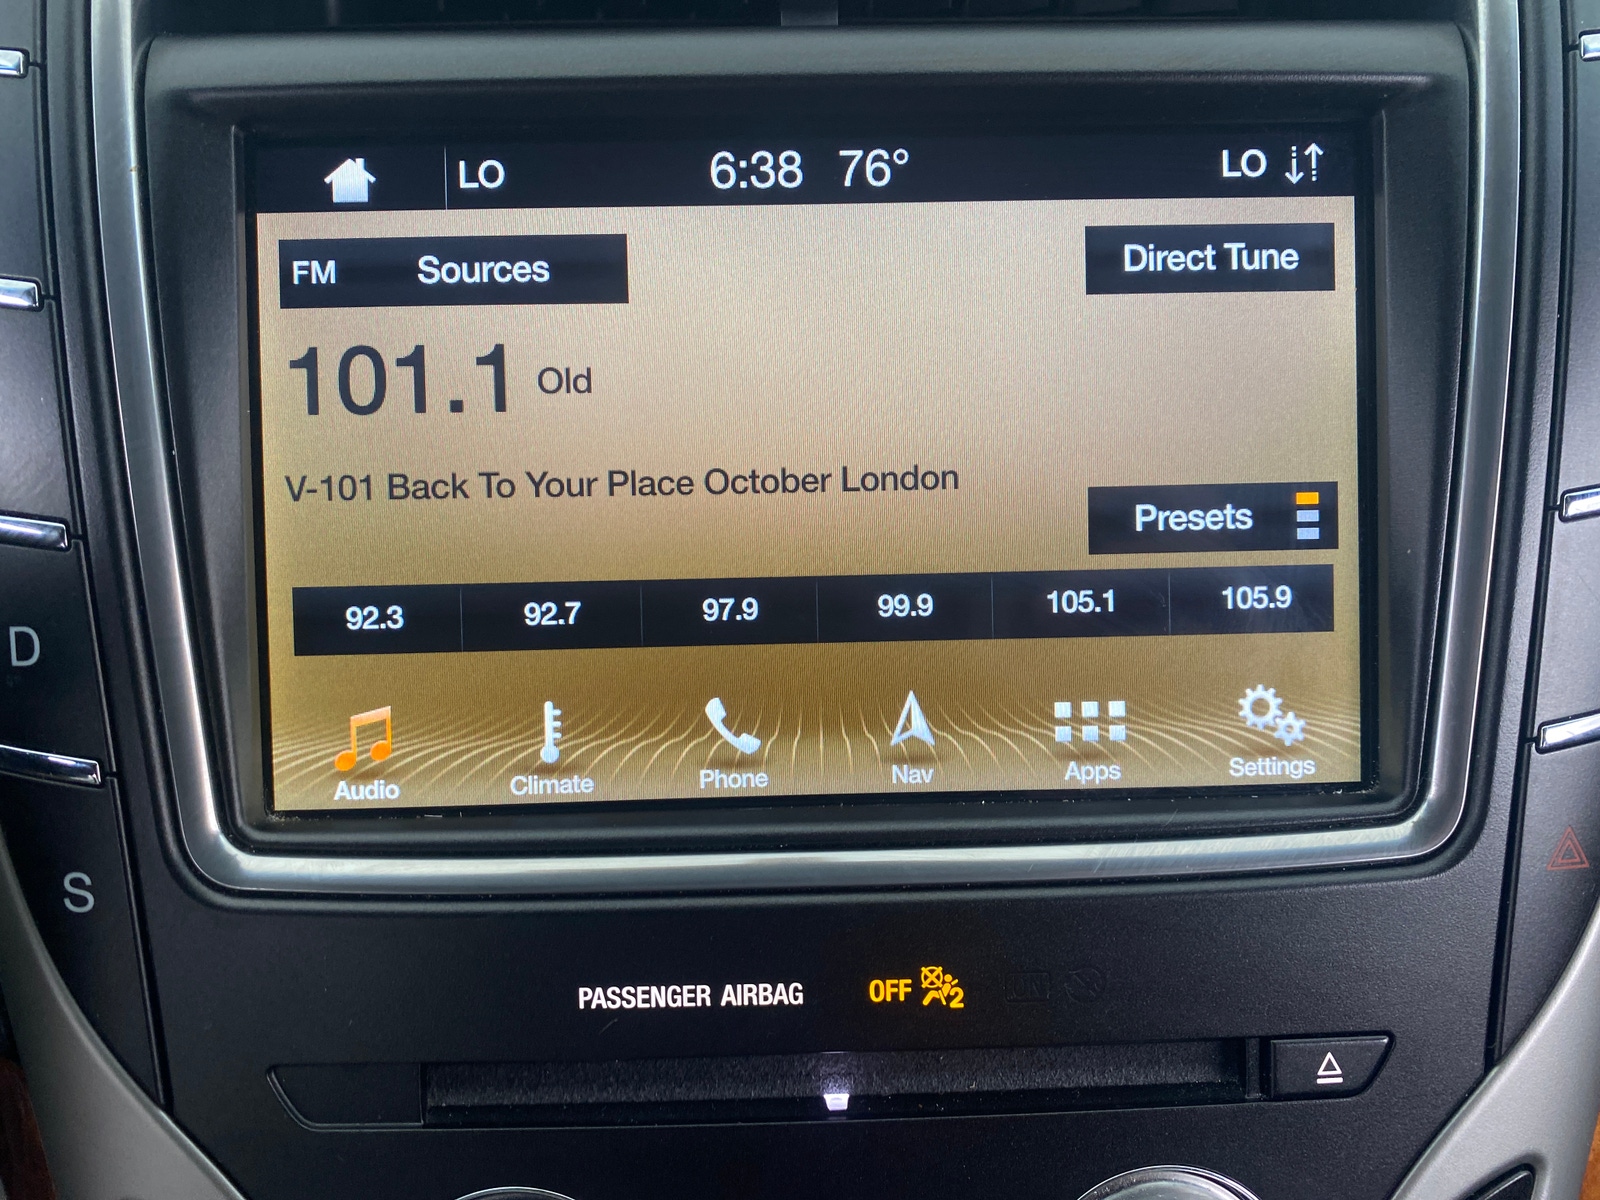 LO 6:38 76° LO
FM Sources
Direct Tune
101.1 Old
V-101 Back To Your Place October London
Presets
92.3 92.7 97.9 99.9 105.1 105.9
D
Audio Climate Phone Nav Apps Settings
S
PASSENGER AIRBAG OFF 2